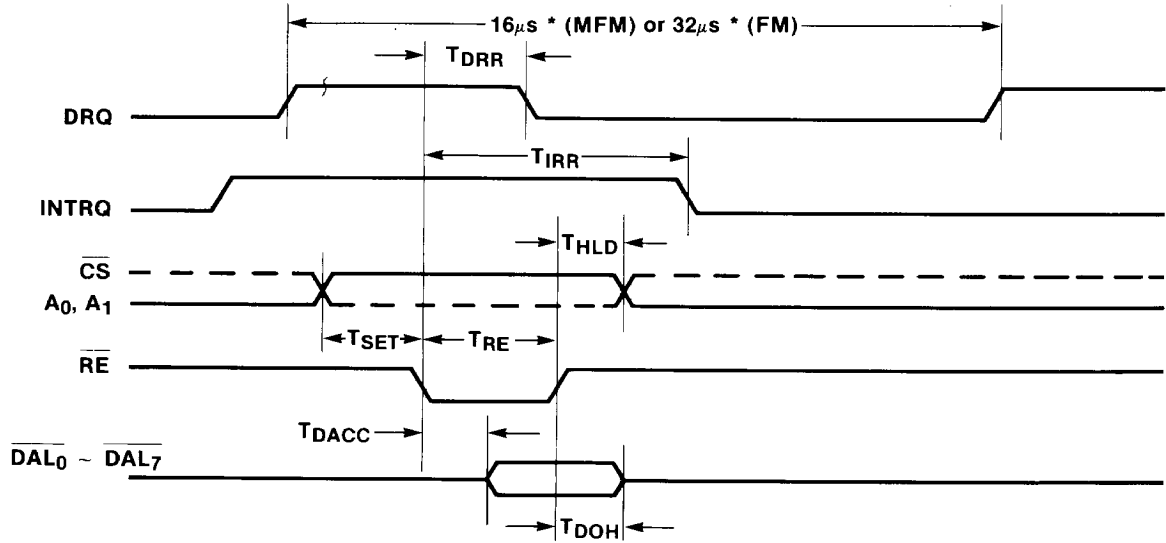 16μs * (MFM) or 32μs * (FM)
TDRR
DRQ
TIRR
INTRQ
THLD
CS
A0, A1
TSET
TRE
RE
TDACC
DAL0 ~ DAL7
TDOH